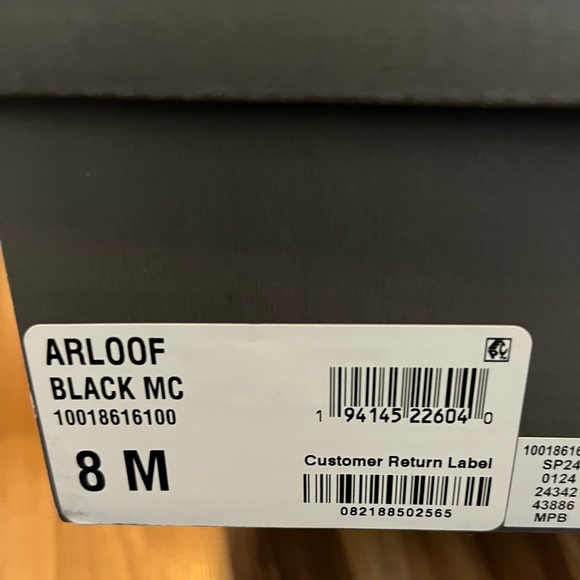 ARLOOF
BLACK MC
10018616100
8 M
1 94145 22604 0
Customer Return Label
082188502565
10018616
SP24
0124
24342
43886
MPB